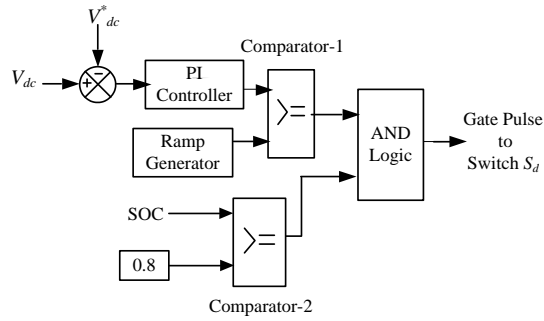 V*dc
Comparator-1
Vdc
+
−
PI
Controller
>=
Ramp
Generator
AND
Logic
Gate Pulse
to
Switch Sd
SOC
>=
0.8
Comparator-2